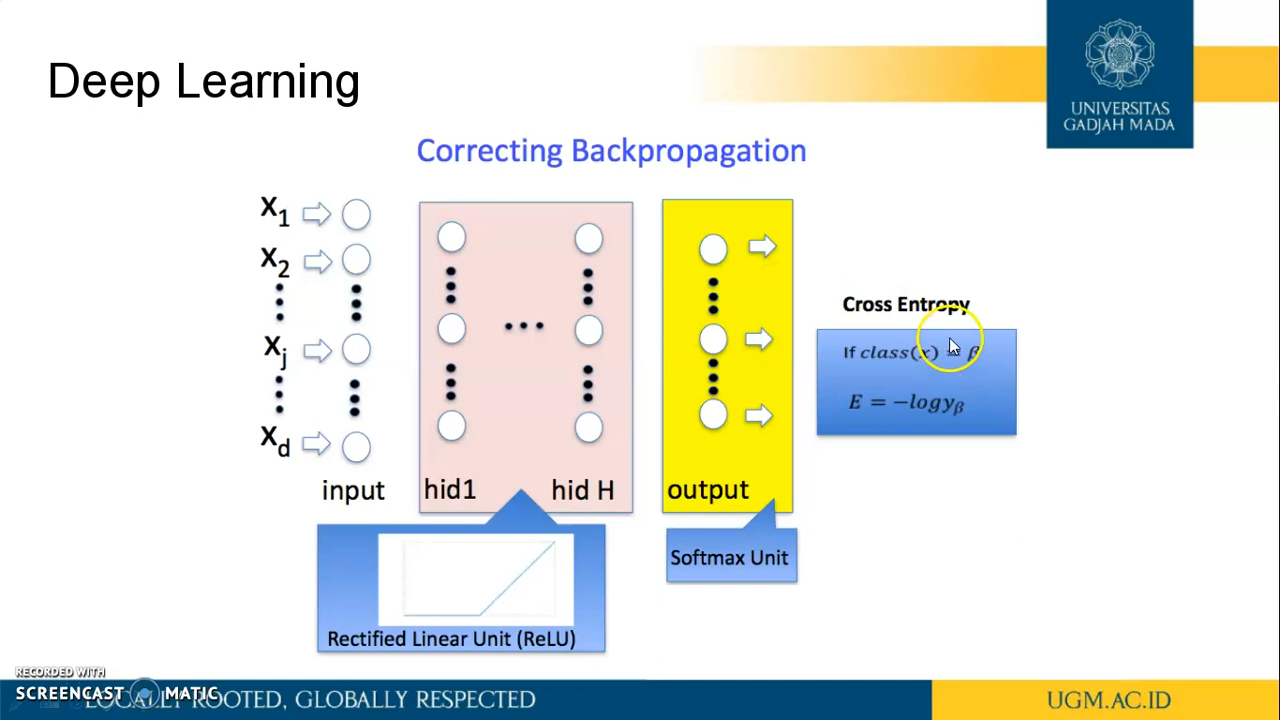 Deep Learning
UNIVERSITAS
GADJAH MADA
Correcting Backpropagation
X1
X2
Xj
Xd
input
hid1
hid H
output
Cross Entropy
If class(x) = β
E = −logyβ
Softmax Unit
Rectified Linear Unit (ReLU)
RECORDED WITH
SCREENCAST MATIC
LOCALLY ROOTED, GLOBALLY RESPECTED
UGM.AC.ID